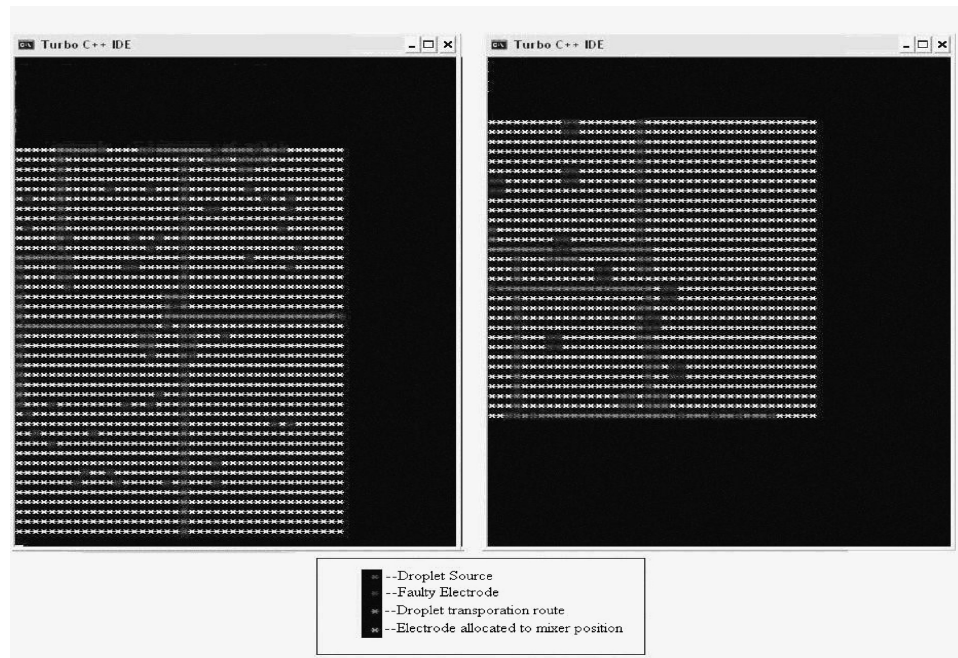 Turbo C++ IDE
Turbo C++ IDE
--Droplet Source
--Faulty Electrode
--Droplet transporation route
--Electrode allocated to mixer position